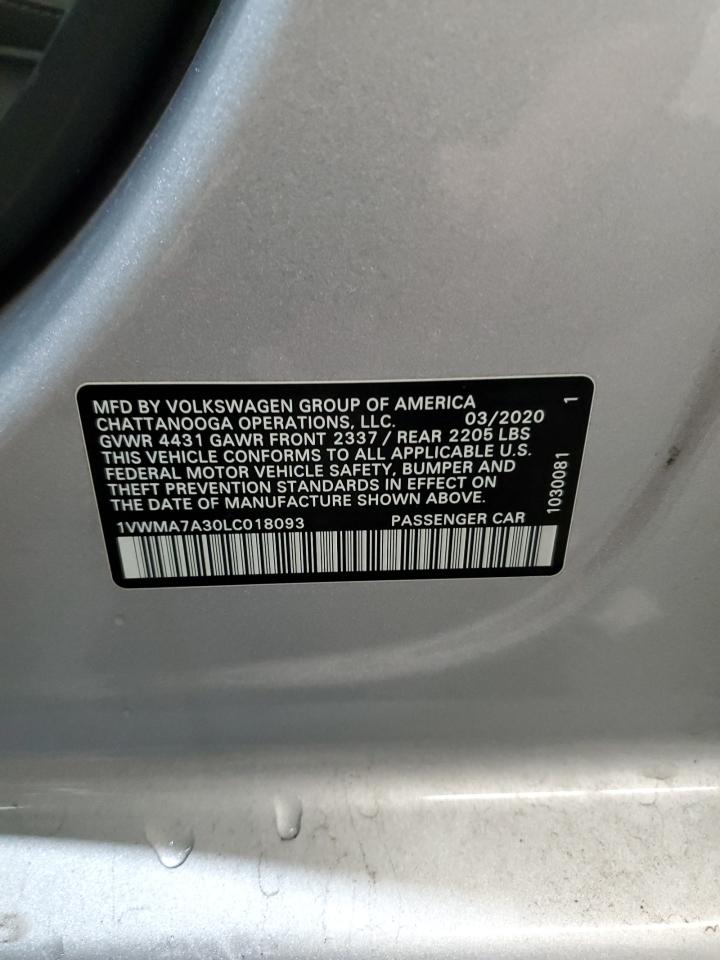 MFD BY VOLKSWAGEN GROUP OF AMERICA
CHATTANOOGA OPERATIONS, LLC. 03/2020
GVWR 4431 GAWR FRONT 2337 / REAR 2205 LBS
THIS VEHICLE CONFORMS TO ALL APPLICABLE U.S.
FEDERAL MOTOR VEHICLE SAFETY, BUMPER AND
THEFT PREVENTION STANDARDS IN EFFECT ON
THE DATE OF MANUFACTURE SHOWN ABOVE.
1VWMA7A30LC018093 PASSENGER CAR
1030081 1